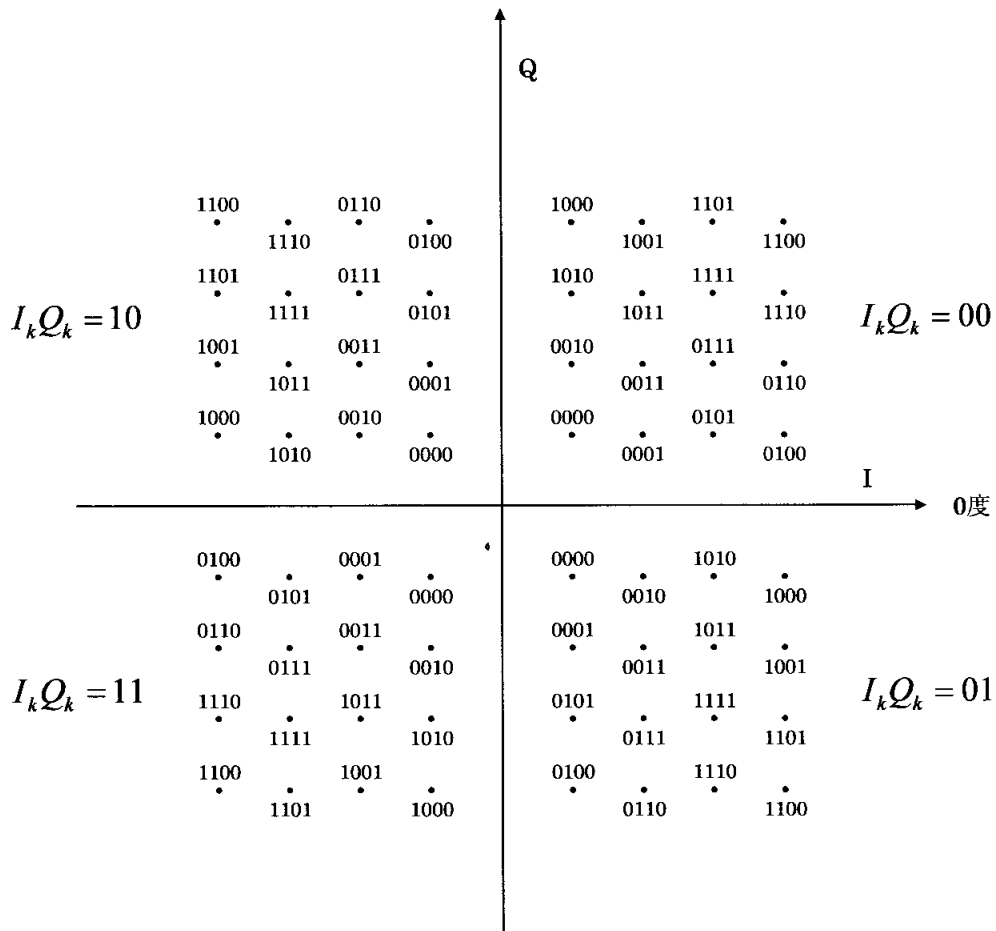 Q
1100 0110 1000 1101
1110 0100 1001 1100
1101 0111 1010 1111
1111 0101 1011 1110
I_kQ_k = 10 I_kQ_k = 00
1001 0011 0010 0111
1011 0001 0011 0110
1000 0010 0000 0101
1010 0000 0001 0100
I
0度
0100 0001 0000 1010
0101 0000 0010 1000
0110 0011 0001 1011
0111 0010 0011 1001
I_kQ_k = 11 I_kQ_k = 01
1110 1011 0101 1111
1111 1010 0111 1101
1100 1001 0100 1110
1101 1000 0110 1100